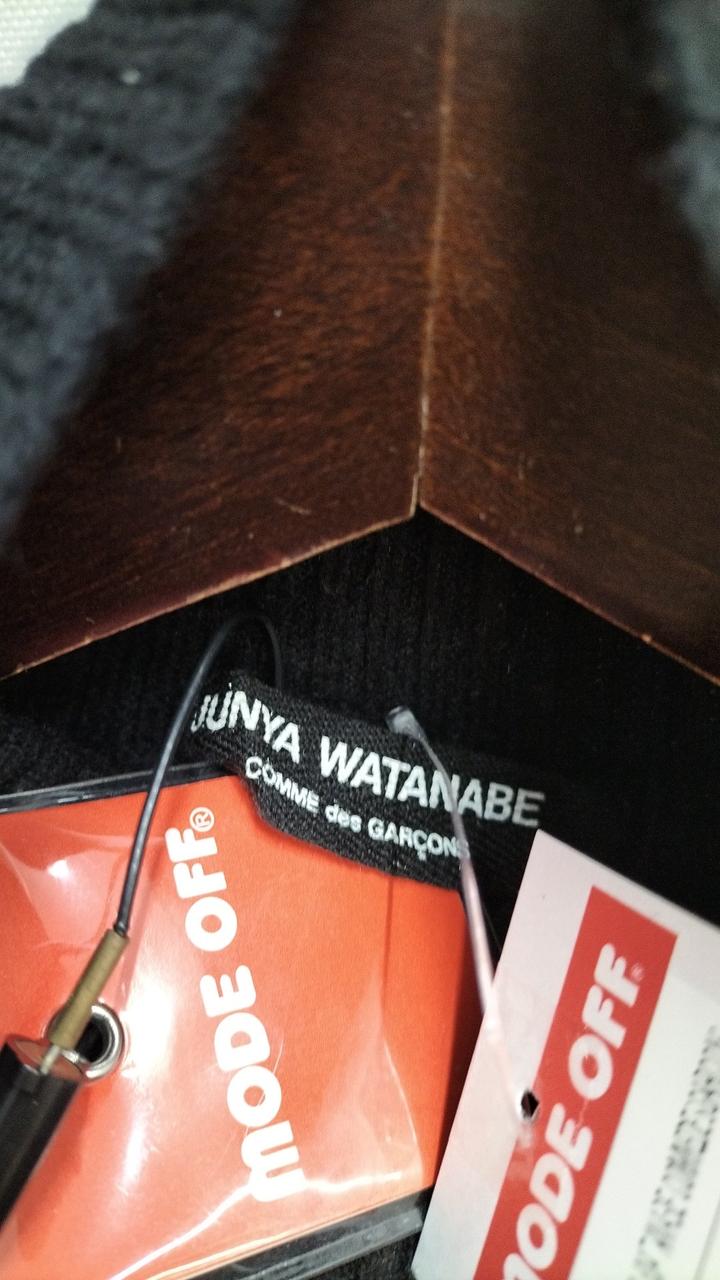 JUNYA WATANABE
COMME des GARÇONS
MODE OFF®
MODE OFF®